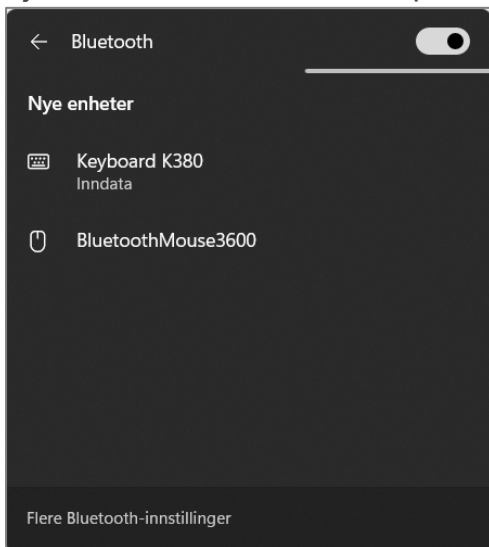 Bluetooth
Nye enheter
Keyboard K380
Inndata
BluetoothMouse3600
Flere Bluetooth-innstillinger